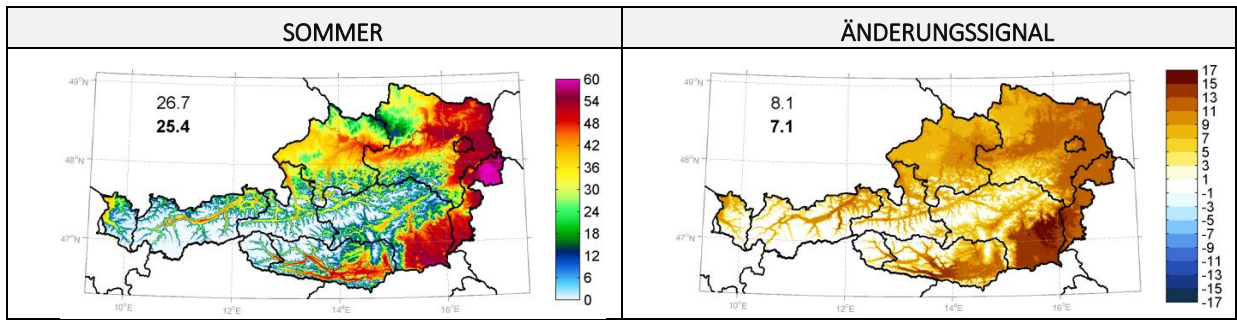 SOMMER
ÄNDERUNGSSIGNAL
49°N
26.7
25.4
60
54
48
42
36
30
24
18
12
6
0
48°N
47°N
10°E
12°E
14°E
16°E
49°N
8.1
7.1
17
15
13
11
9
7
5
3
1
-1
-3
-5
-7
-9
-11
-13
-15
-17
48°N
47°N
10°E
12°E
14°E
16°E